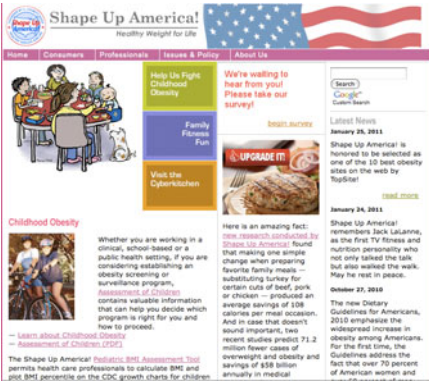 Shape Up America!
Shape Up America!
Healthy Weight for Life
Home
Consumers
Professionals
Issues & Policy
About Us
Help Us Fight
Childhood
Obesity
Family
Fitness
Fun
Visit the
Cyberkitchen
Childhood Obesity
Whether you are working in a
clinical, school-based or a
public health setting, if you are
considering establishing an
obesity screening or
surveillance program,
Assessment of Children
contains valuable information
that can help you decide which
program is right for you and
how to proceed.
— Learn about Childhood Obesity
— Assessment of Children (PDF)
The Shape Up America! Pediatric BMI Assessment Tool
permits health care professionals to calculate BMI and
plot BMI percentile on the CDC growth charts for children
We're waiting to
hear from you!
Please take our
survey!
begin survey
UPGRADE IT!
Here is an amazing fact:
new research conducted by
Shape Up America! found
that making one simple
change when preparing
favorite family meals —
substituting turkey for
certain cuts of beef, pork
or chicken — produced an
average savings of 108
calories per meal occasion.
And in case that doesn't
sound important, two
recent studies predict 71.2
million fewer cases of
overweight and obesity and
savings of $58 billion
annually in medical
Search
Google™
Custom Search
Latest News
January 25, 2011
Shape Up America! is
honored to be selected as
one of the 10 best obesity
sites on the web by
TopSite!
read more
January 24, 2011
Shape Up America!
remembers Jack LaLanne,
as the first TV fitness and
nutrition personality who
not only talked the talk
but also walked the walk.
May he rest in peace.
October 27, 2010
The new Dietary
Guidelines for Americans,
2010 emphasize the
widespread increase in
obesity among Americans.
For the first time, the
Guidelines address the
fact that over 70 percent
of American women and